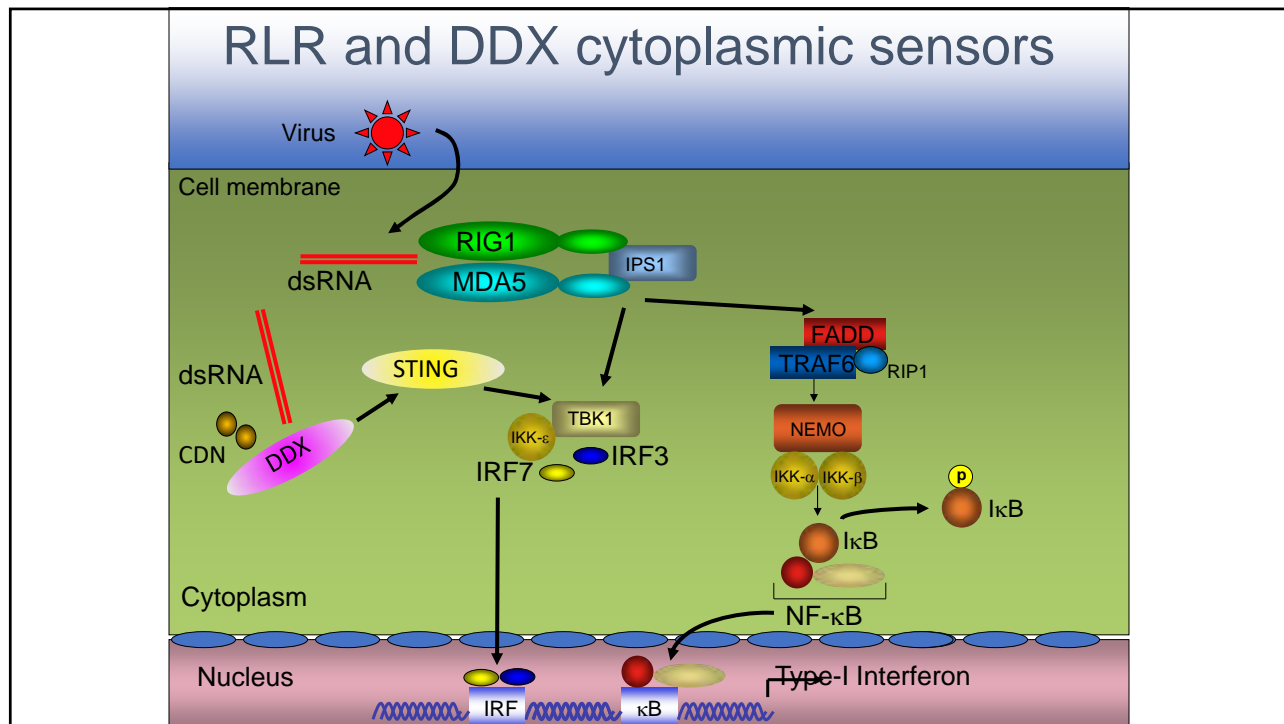 RLR and DDX cytoplasmic sensors
Virus
Cell membrane
RIG1
IPS1
dsRNA
MDA5
FADD
TRAF6
RIP1
STING
dsRNA
TBK1
NEMO
IKK-ε
CDN
DDX
IRF3
IRF7
IKK-α
IKK-β
p
IκB
IκB
Cytoplasm
NF-κB
Nucleus
Type-I Interferon
IRF
κB